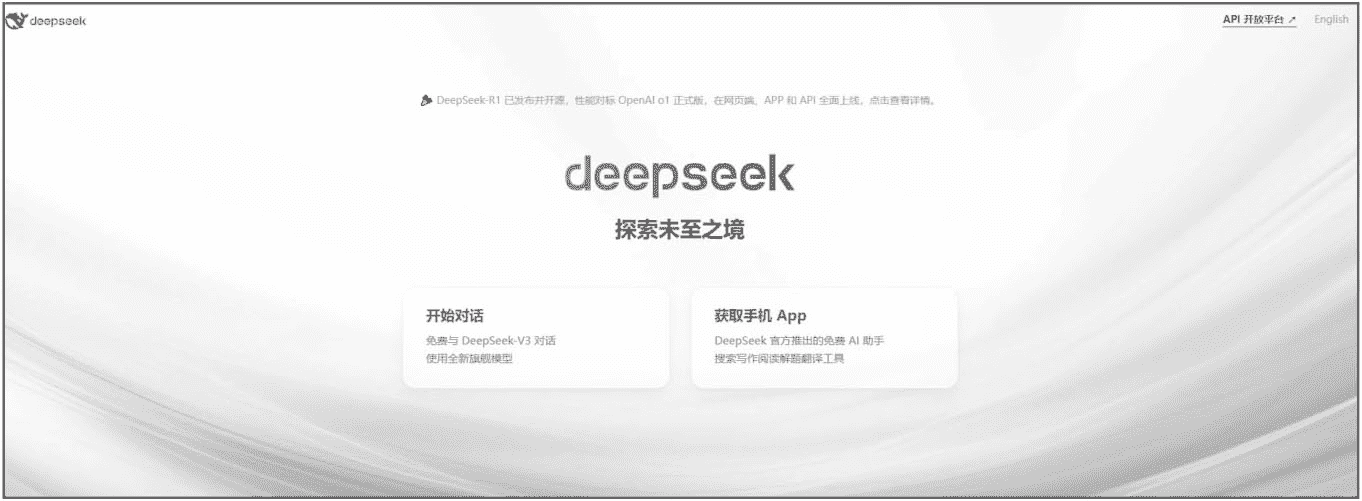 deepseek
API 开放平台 ↗
English
DeepSeek-R1 已发布并开源，性能对标 OpenAI o1 正式版，在网页端、APP 和 API 全面上线，点击查看详情。
deepseek
探索未至之境
开始对话
免费与 DeepSeek-V3 对话
使用全新旗舰模型
获取手机 App
DeepSeek 官方推出的免费 AI 助手
搜索写作阅读解题翻译工具